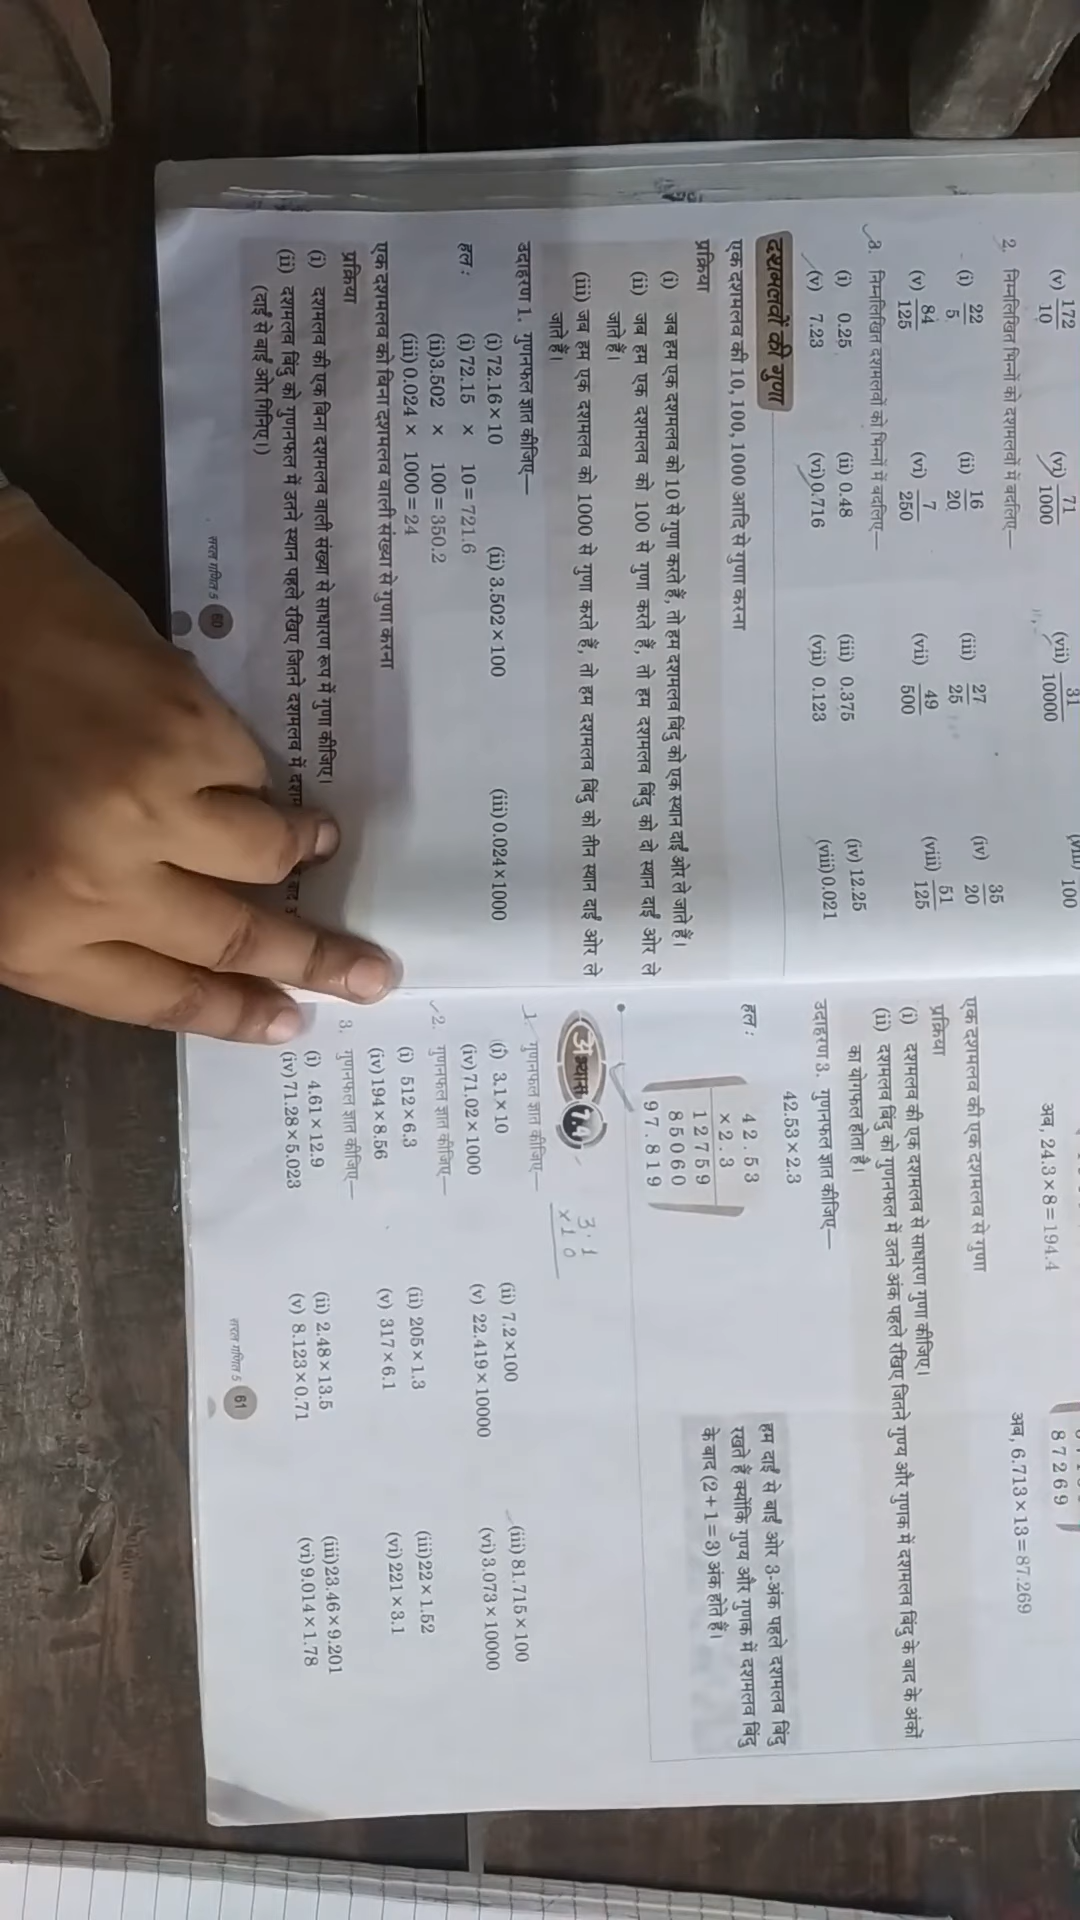 (v) 172/10 (vi) 71/1000 (vii) 31/10000 (viii) 100
2. निम्नलिखित भिन्नों को दशमलवों में बदलिए—
(i) 22/5 (ii) 16/20 (iii) 27/25 (iv) 35/20
(v) 84/125 (vi) 7/250 (vii) 49/500 (viii) 51/125
3. निम्नलिखित दशमलवों को भिन्नों में बदलिए—
(i) 0.25 (ii) 0.48 (iii) 0.375 (iv) 12.25
(v) 7.23 (vi) 0.716 (vii) 0.123 (viii) 0.021
दशमलवों की गुणा
एक दशमलव की 10, 100, 1000 आदि से गुणा करना
प्रक्रिया
(i) जब हम एक दशमलव को 10 से गुणा करते हैं, तो हम दशमलव बिंदु को एक स्थान दाईं ओर ले जाते हैं।
(ii) जब हम एक दशमलव को 100 से गुणा करते हैं, तो हम दशमलव बिंदु को दो स्थान दाईं ओर ले
जाते हैं।
(iii) जब हम एक दशमलव को 1000 से गुणा करते हैं, तो हम दशमलव बिंदु को तीन स्थान दाईं ओर ले
जाते हैं।
उदाहरण 1. गुणनफल ज्ञात कीजिए—
(i) 72.16×10 (ii) 3.502×100 (iii) 0.024×1000
हल : (i) 72.15 × 10=721.6
(ii)3.502 × 100=350.2
(iii)0.024 × 1000=24
एक दशमलव को बिना दशमलव वाली संख्या से गुणा करना
प्रक्रिया
(i) दशमलव की एक बिना दशमलव वाली संख्या से साधारण रूप में गुणा कीजिए।
(ii) दशमलव बिंदु को गुणनफल में उतने स्थान पहले रखिए जितने दशमलव में
(दाईं से बाईं ओर गिनिए।)
सरल गणित 5 60
87269
अब, 24.3×8=194.4 अब, 6.713×13=87.269
एक दशमलव की एक दशमलव से गुणा
प्रक्रिया
(i) दशमलव की एक दशमलव से साधारण गुणा कीजिए।
(ii) दशमलव बिंदु को गुणनफल में उतने अंक पहले रखिए जितने गुण्य और गुणक में दशमलव बिंदु के बाद के अंकों
का योगफल होता है।
उदाहरण 3. गुणनफल ज्ञात कीजिए—
42.53×2.3
हल : 42.53
×2.3
12759
85060
97.819
हम दाईं से बाईं ओर 3-अंक पहले दशमलव बिंदु
रखते हैं क्योंकि गुण्य और गुणक में दशमलव बिंदु
के बाद (2+1=3) अंक होते हैं।
अभ्यास 7.4
3.1
×10
1. गुणनफल ज्ञात कीजिए—
(i) 3.1×10 (ii) 7.2×100 (iii) 81.715×100
(iv) 71.02×1000 (v) 22.419×10000 (vi) 3.073×10000
2. गुणनफल ज्ञात कीजिए—
(i) 512×6.3 (ii) 205×1.3 (iii)22×1.52
(iv) 194×8.56 (v) 317×6.1 (vi) 221×3.1
3. गुणनफल ज्ञात कीजिए—
(i) 4.61×12.9 (ii) 2.48×13.5 (iii)23.46×9.201
(iv) 71.28×5.023 (v) 8.123×0.71 (vi) 9.014×1.78
सरल गणित 5 61